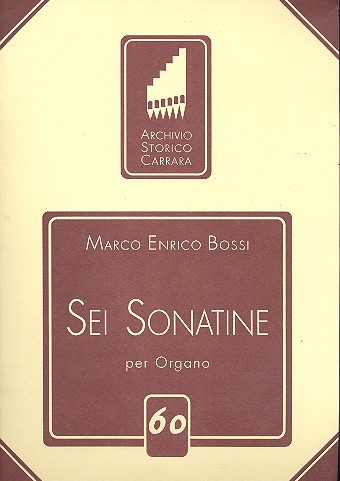 ARCHIVIO
STORICO
CARRARA
MARCO ENRICO BOSSI
SEI SONATINE
per Organo
60